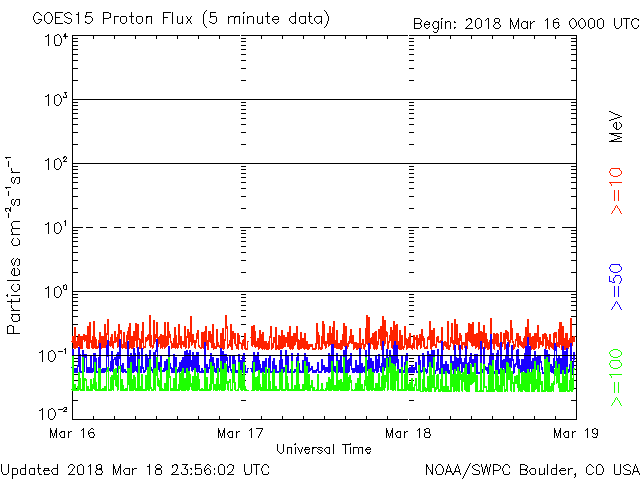 GOES15 Proton Flux (5 minute data)
Begin: 2018 Mar 16 0000 UTC
10⁴
10³
10²
10¹
10⁰
10⁻¹
10⁻²
Particles cm⁻²s⁻¹sr⁻¹
MeV
>=10
>=50
>=100
Mar 16
Mar 17
Mar 18
Mar 19
Universal Time
Updated 2018 Mar 18 23:56:02 UTC
NOAA/SWPC Boulder, CO USA